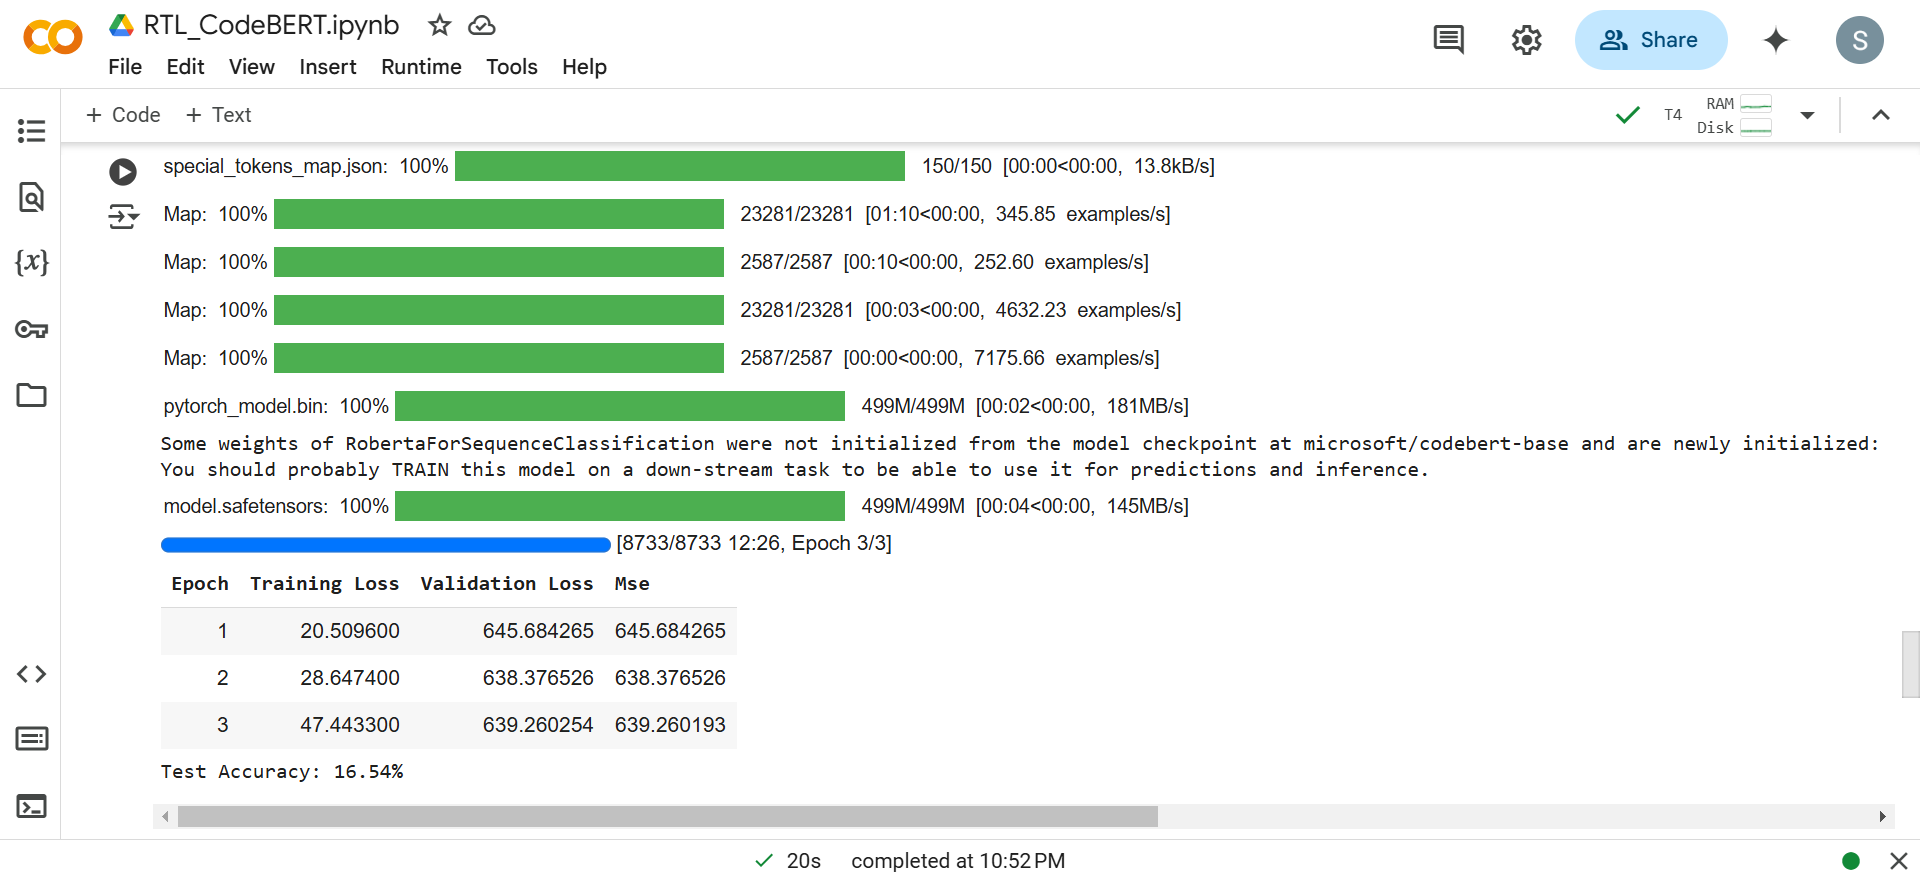 RTL_CodeBERT.ipynb
File Edit View Insert Runtime Tools Help
Share
S
+ Code + Text
T4
RAM
Disk
special_tokens_map.json: 100% 150/150 [00:00<00:00, 13.8kB/s]
Map: 100% 23281/23281 [01:10<00:00, 345.85 examples/s]
Map: 100% 2587/2587 [00:10<00:00, 252.60 examples/s]
Map: 100% 23281/23281 [00:03<00:00, 4632.23 examples/s]
Map: 100% 2587/2587 [00:00<00:00, 7175.66 examples/s]
pytorch_model.bin: 100% 499M/499M [00:02<00:00, 181MB/s]
Some weights of RobertaForSequenceClassification were not initialized from the model checkpoint at microsoft/codebert-base and are newly initialized:
You should probably TRAIN this model on a down-stream task to be able to use it for predictions and inference.
model.safetensors: 100% 499M/499M [00:04<00:00, 145MB/s]
[8733/8733 12:26, Epoch 3/3]
Epoch Training Loss Validation Loss Mse
1 20.509600 645.684265 645.684265
2 28.647400 638.376526 638.376526
3 47.443300 639.260254 639.260193
Test Accuracy: 16.54%
20s completed at 10:52 PM